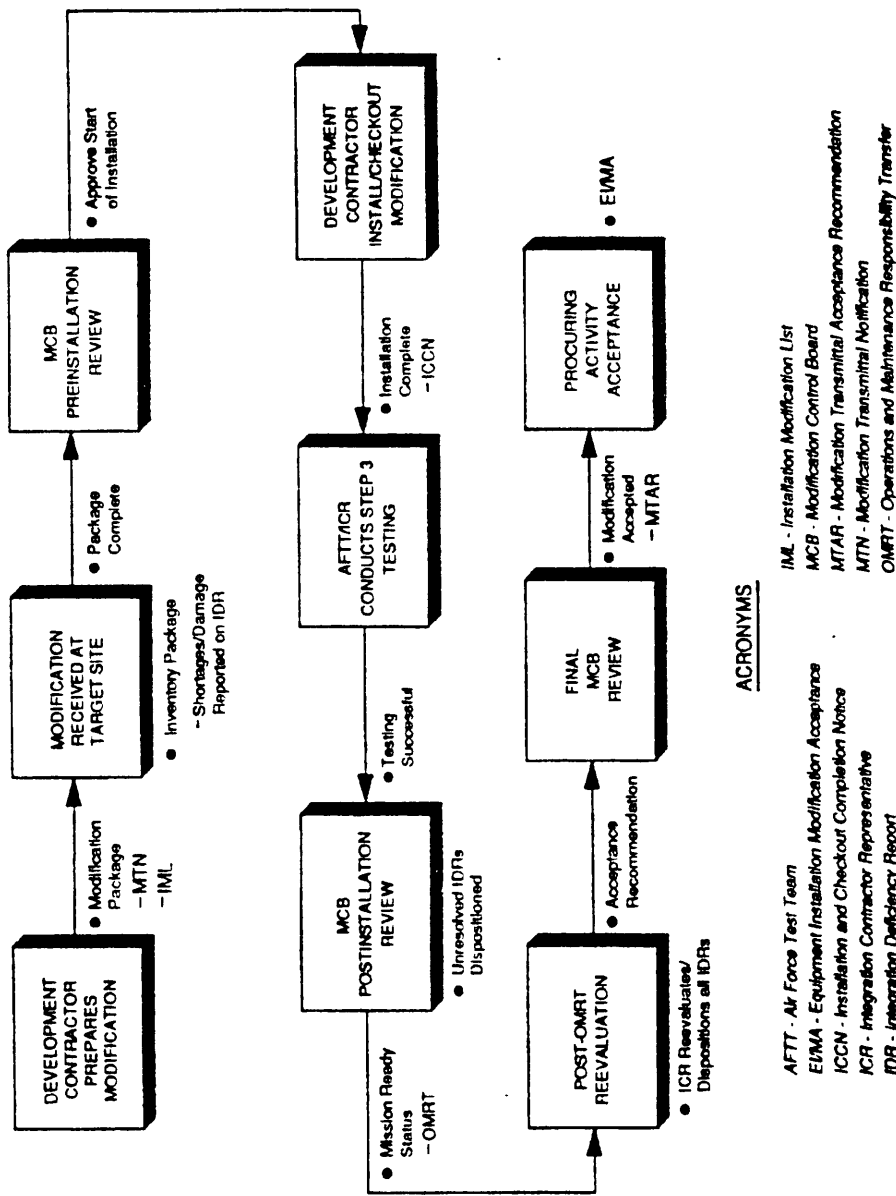 DEVELOPMENT
CONTRACTOR
PREPARES
MODIFICATION
● Modification
Package
– MTN
– IML
MODIFICATION
RECEIVED AT
TARGET SITE
● Inventory Package
– Shortages/Damage
Reported on IDR
● Package
Complete
MCB
PREINSTALLATION
REVIEW
● Approve Start
of Installation
DEVELOPMENT
CONTRACTOR
INSTALL/CHECKOUT
MODIFICATION
● Installation
Complete
– ICCN
AFTT/ICR
CONDUCTS STEP 3
TESTING
● Testing
Successful
MCB
POSTINSTALLATION
REVIEW
● Unresolved IDRs
Dispositioned
● Mission Ready
Status
– OMRT
POST-OMRT
REEVALUATION
● ICR Reevaluates/
Dispositions all IDRs
● Acceptance
Recommendation
FINAL
MCB
REVIEW
● Modification
Accepted
– MTAR
PROCURING
ACTIVITY
ACCEPTANCE
● EI/MA
ACRONYMS
AFTT - Air Force Test Team
EI/MA - Equipment Installation Modification Acceptance
ICCN - Installation and Checkout Completion Notice
ICR - Integration Contractor Representative
IDR - Integration Deficiency Report
IML - Installation Modification List
MCB - Modification Control Board
MTAR - Modification Transmittal Acceptance Recommendation
MTN - Modification Transmittal Notification
OMRT - Operations and Maintenance Responsibility Transfer